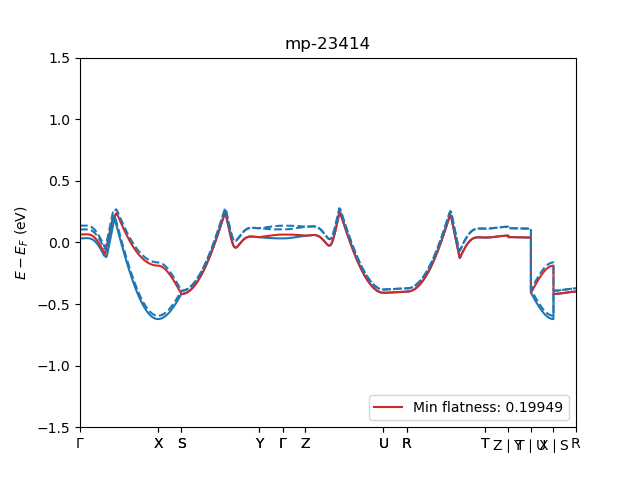 mp-23414
1.5
1.0
0.5
0.0
−0.5
−1.0
−1.5
E − E_F (eV)
Min flatness: 0.19949
Γ X S Y Γ Z U R T Z|Y T|U X|S R